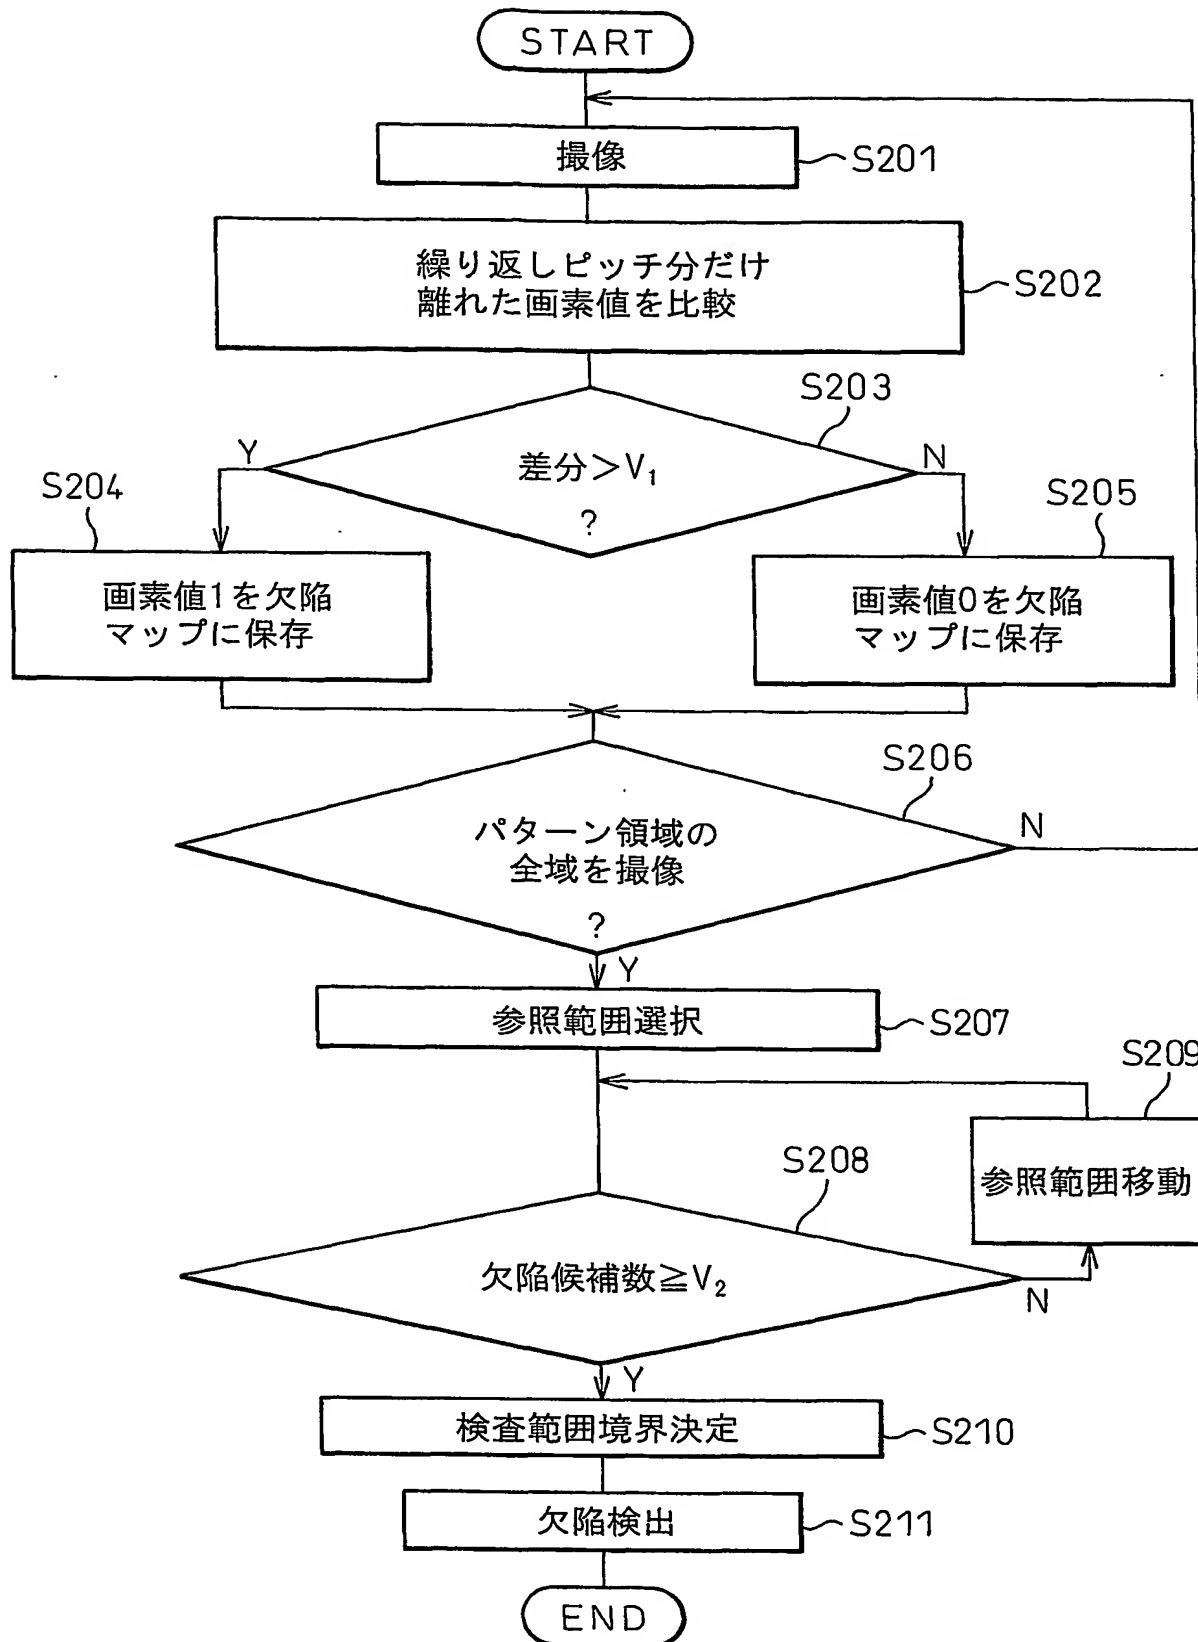 START
撮像
S201
繰り返しピッチ分だけ
離れた画素値を比較
S202
S203
差分>V₁
?
Y
N
S204
画素値1を欠陥
マップに保存
S205
画素値0を欠陥
マップに保存
S206
パターン領域の
全域を撮像
?
N
Y
参照範囲選択
S207
S209
参照範囲移動
S208
欠陥候補数≧V₂
N
Y
検査範囲境界決定
S210
欠陥検出
S211
END